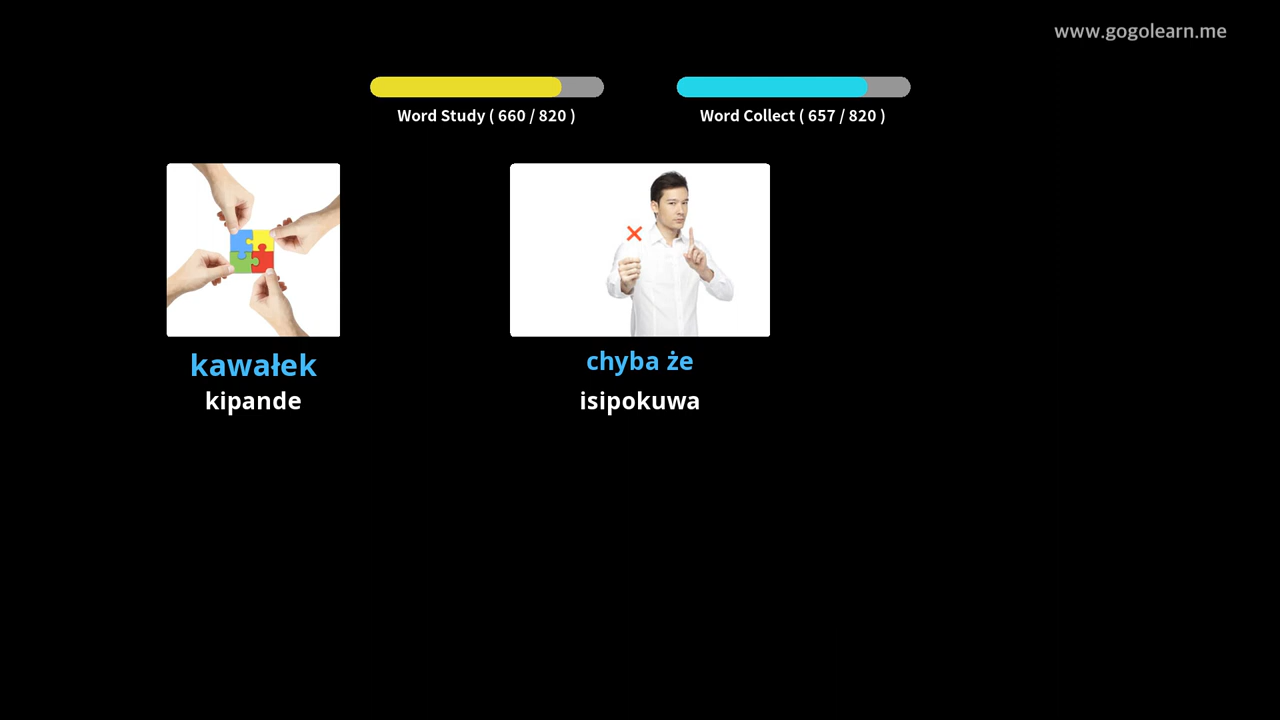 www.gogolearn.me
Word Study ( 660 / 820 )
Word Collect ( 657 / 820 )
kawałek
kipande
chyba że
isipokuwa